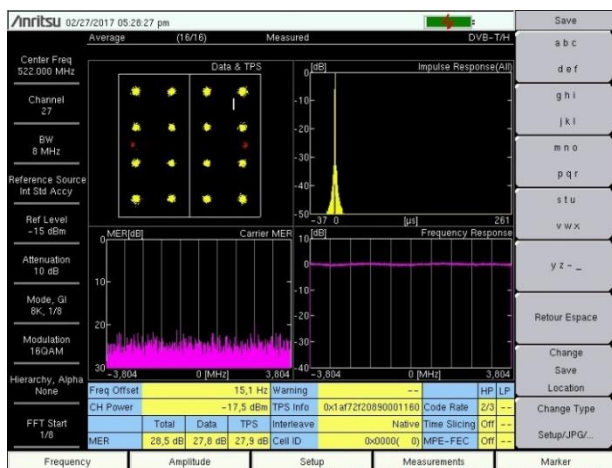 Anritsu 02/27/2017 05:28:27 pm
Save
Average (16/16) Measured DVB-T/H
Center Freq
522.000 MHz
Channel
27
BW
8 MHz
Reference Source
Int Std Accy
Ref Level
-15 dBm
Attenuation
10 dB
Mode, GI
8K, 1/8
Modulation
16QAM
Hierarchy, Alpha
None
FFT Start
1/8
Data & TPS
[dB] Impulse Response(All)
0
-10
-20
-30
-40
-50
-37 0 [µs] 261
MER[dB] Carrier MER
0
10
20
30
-3,804 0 [MHz] 3,804
[dB] Frequency Response
10
0
-10
-20
-30
-40
-3,804 0 [MHz] 3,804
Freq Offset 15,1 Hz Warning -- HP LP
CH Power -17,5 dBm TPS Info 0x1af72f20890001160 Code Rate 2/3 --
Total Data TPS Interleave Native Time Slicing Off --
MER 28,5 dB 27,8 dB 27,9 dB Cell ID 0x0000( 0) MPE-FEC Off --
a b c
d e f
g h i
j k l
m n o
p q r
s t u
v w x
y z - _
Retour Espace
Change
Save
Location
Change Type
Setup/JPG/...
Frequency Amplitude Setup Measurements Marker